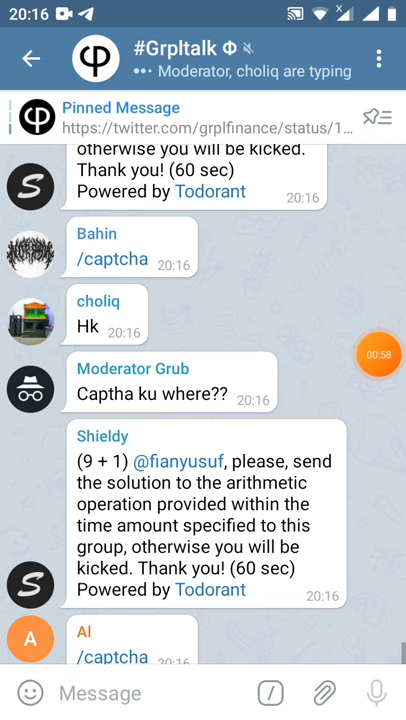 20:16
#Grpltalk Φ
Moderator, choliq are typing
Pinned Message
https://twitter.com/grplfinance/status/1...
otherwise you will be kicked.
Thank you! (60 sec)
Powered by Todorant
20:16
Bahin
/captcha 20:16
choliq
Hk 20:16
00:58
Moderator Grub
Captha ku where?? 20:16
Shieldy
(9 + 1) @fianyusuf, please, send
the solution to the arithmetic
operation provided within the
time amount specified to this
group, otherwise you will be
kicked. Thank you! (60 sec)
Powered by Todorant
20:16
A
Al
/captcha 20:16
Message